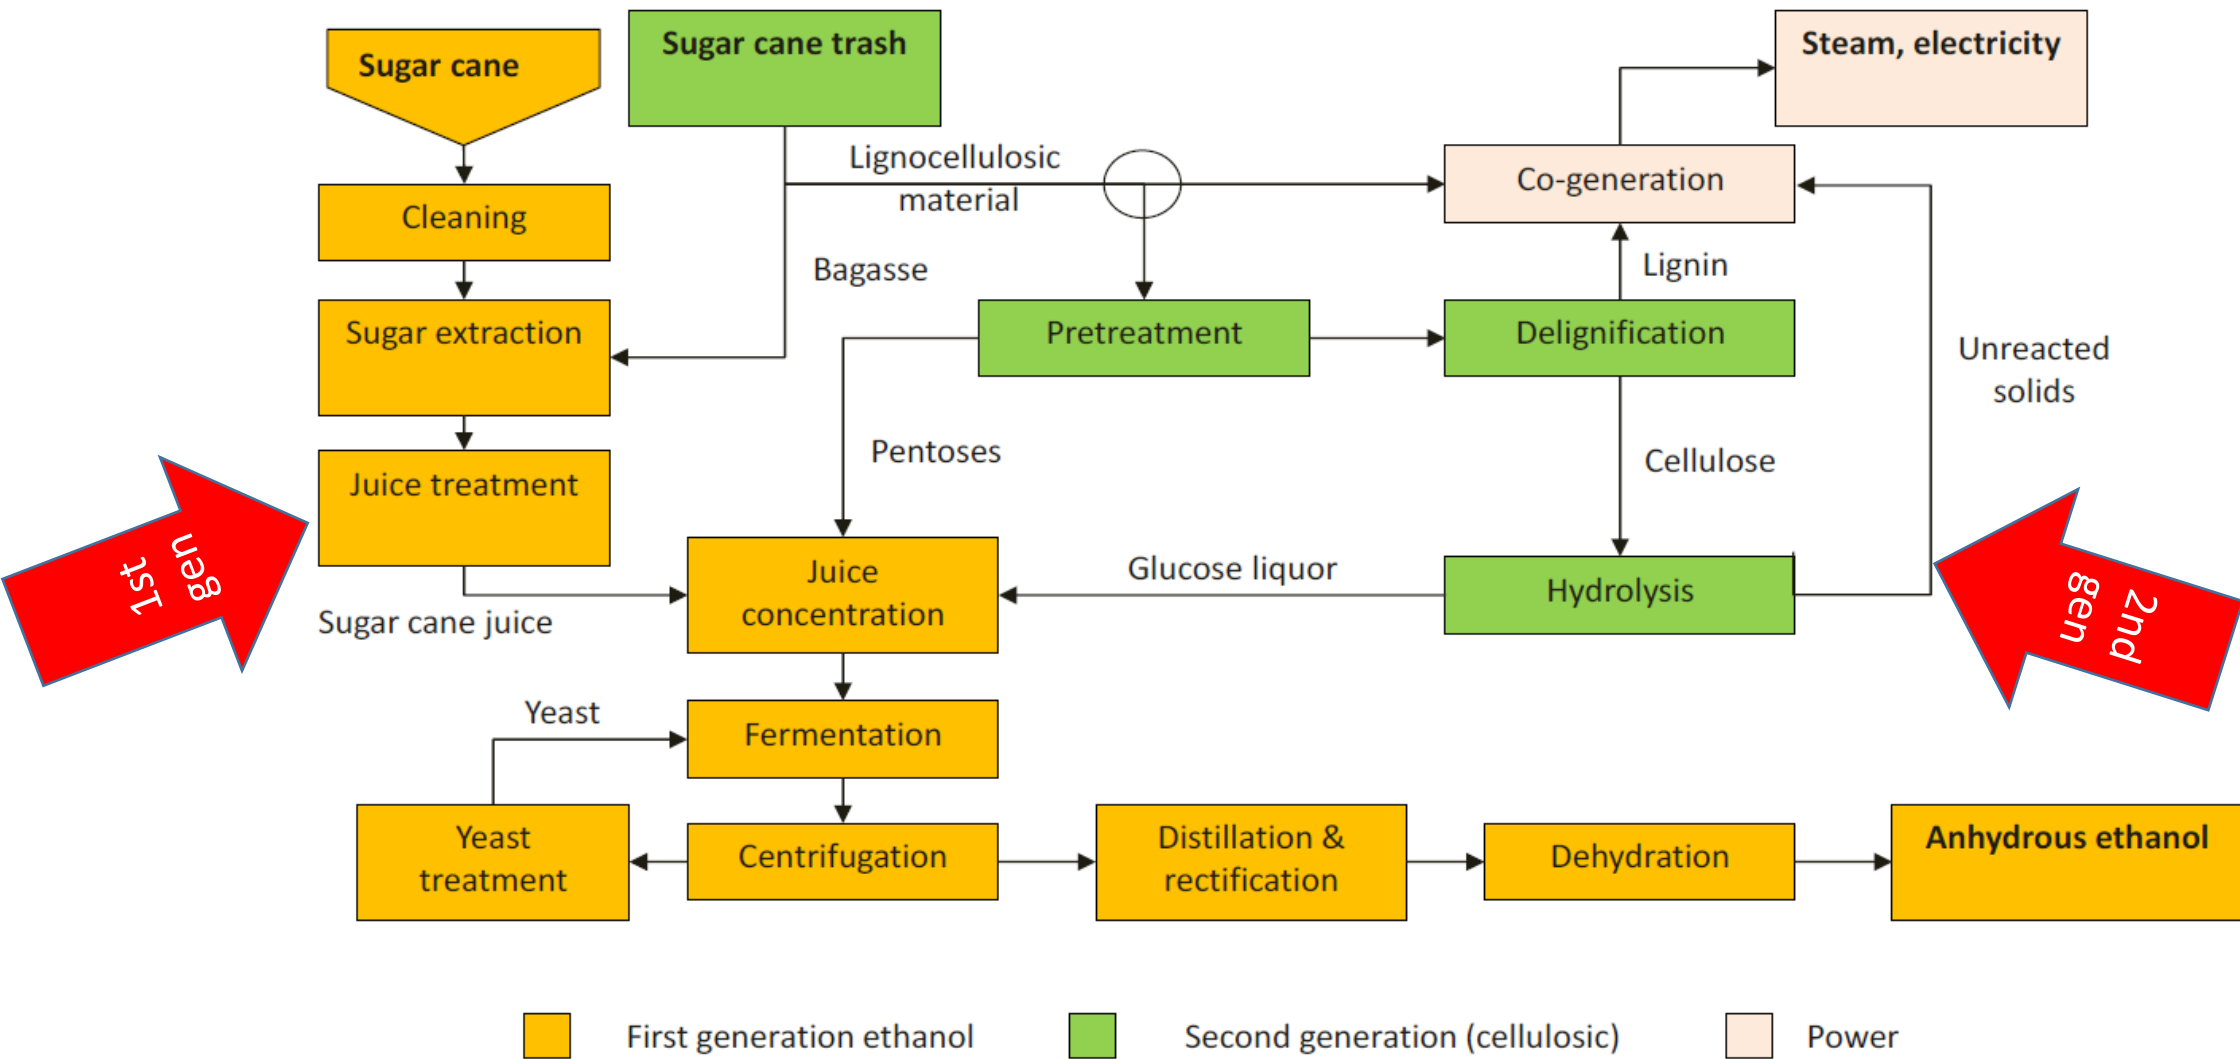 Sugar cane
Sugar cane trash
Steam, electricity
Lignocellulosic
material
Co-generation
Cleaning
Bagasse
Lignin
Sugar extraction
Pretreatment
Delignification
Unreacted
solids
Pentoses
Cellulose
Juice treatment
1st
gen
Juice
concentration
Glucose liquor
Hydrolysis
2nd
gen
Sugar cane juice
Yeast
Fermentation
Yeast
treatment
Centrifugation
Distillation &
rectification
Dehydration
Anhydrous ethanol
First generation ethanol
Second generation (cellulosic)
Power